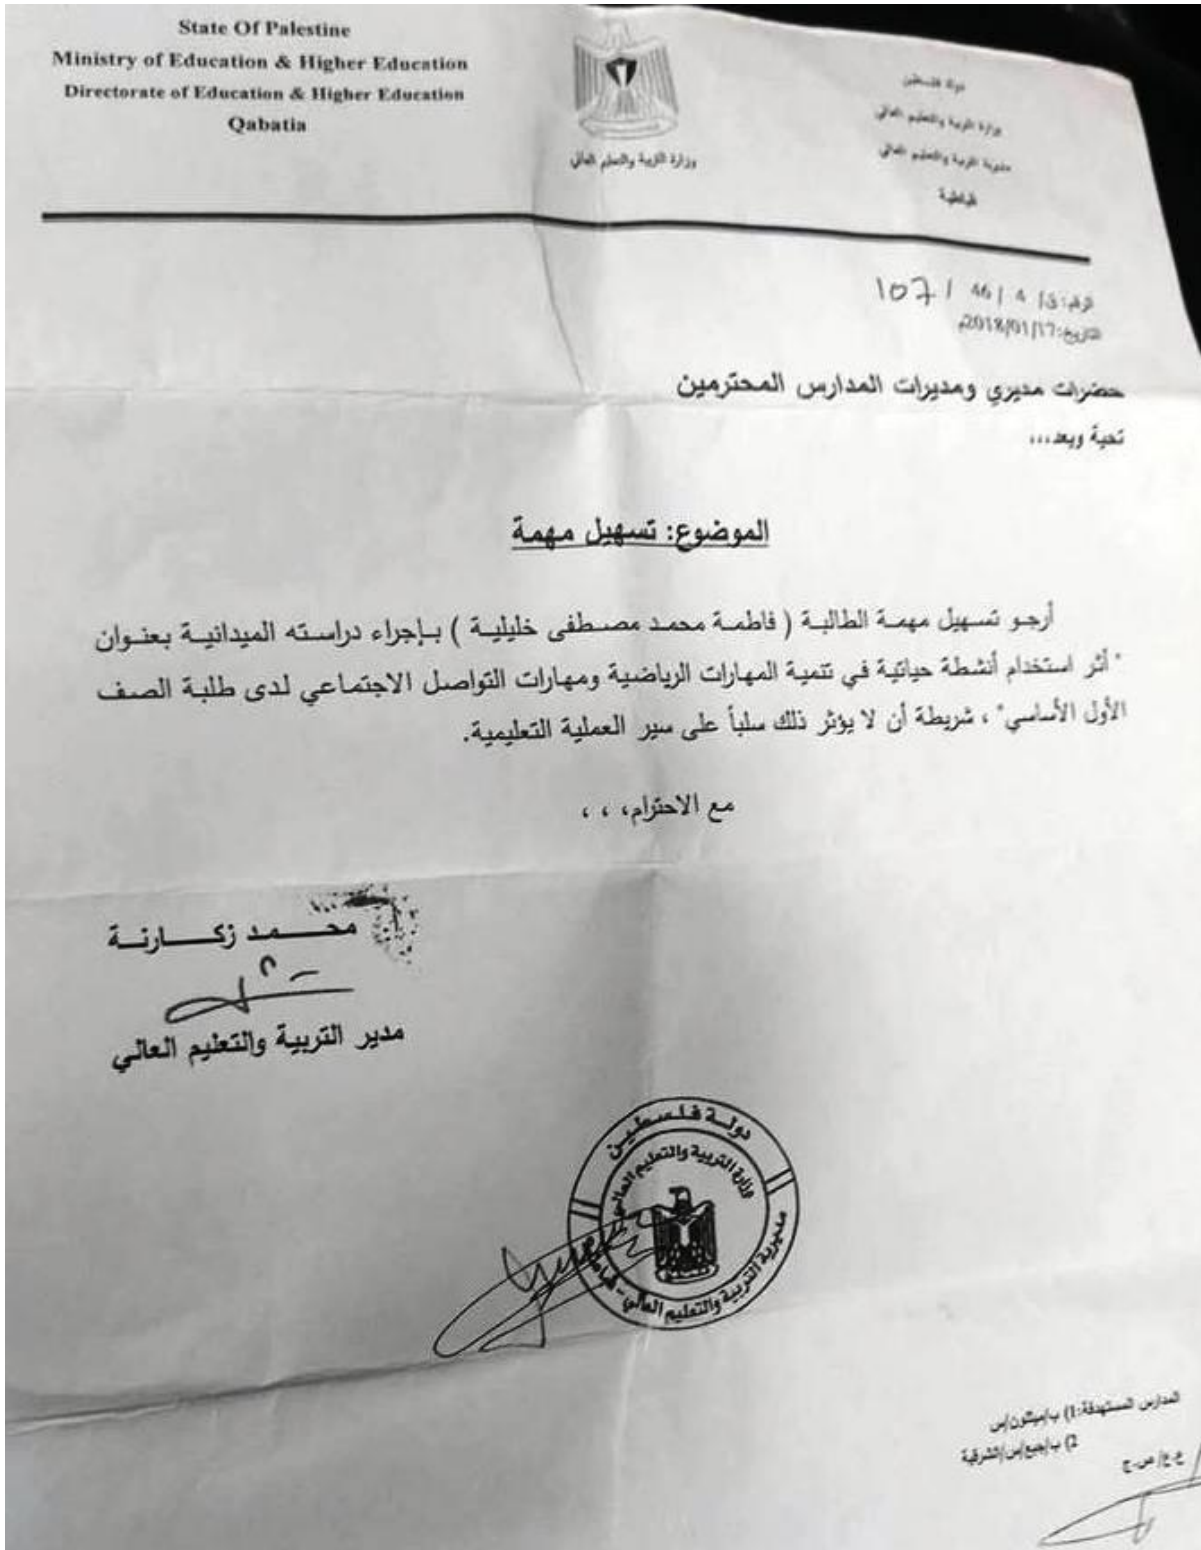 State Of Palestine
Ministry of Education & Higher Education
Directorate of Education & Higher Education
Qabatia
وزارة التربية والتعليم العالي
دولة فلسطين
وزارة التربية والتعليم العالي
مديرية التربية والتعليم العالي
قباطية
الرقم: ق/ 4 / 46 / 107
التاريخ:2018/01/17م
حضرات مديري ومديرات المدارس المحترمين
تحية وبعد،،،
الموضوع: تسهيل مهمة
أرجو تسهيل مهمة الطالبة ( فاطمة محمد مصطفى خليلية ) بإجراء دراسته الميدانية بعنوان
" أثر استخدام أنشطة حياتية في تنمية المهارات الرياضية ومهارات التواصل الاجتماعي لدى طلبة الصف
الأول الأساسي" ، شريطة أن لا يؤثر ذلك سلباً على سير العملية التعليمية.
مع الاحترام، ، ،
محمد زكارنة
مدير التربية والتعليم العالي
دولة فلسطين
وزارة التربية والتعليم العالي
مديرية التربية والتعليم العالي - قباطية
المدارس المستهدفة:1) ب/ميثلون/س
2) ب/جبع/س/الشرقية
ع.ع/ ص.ج